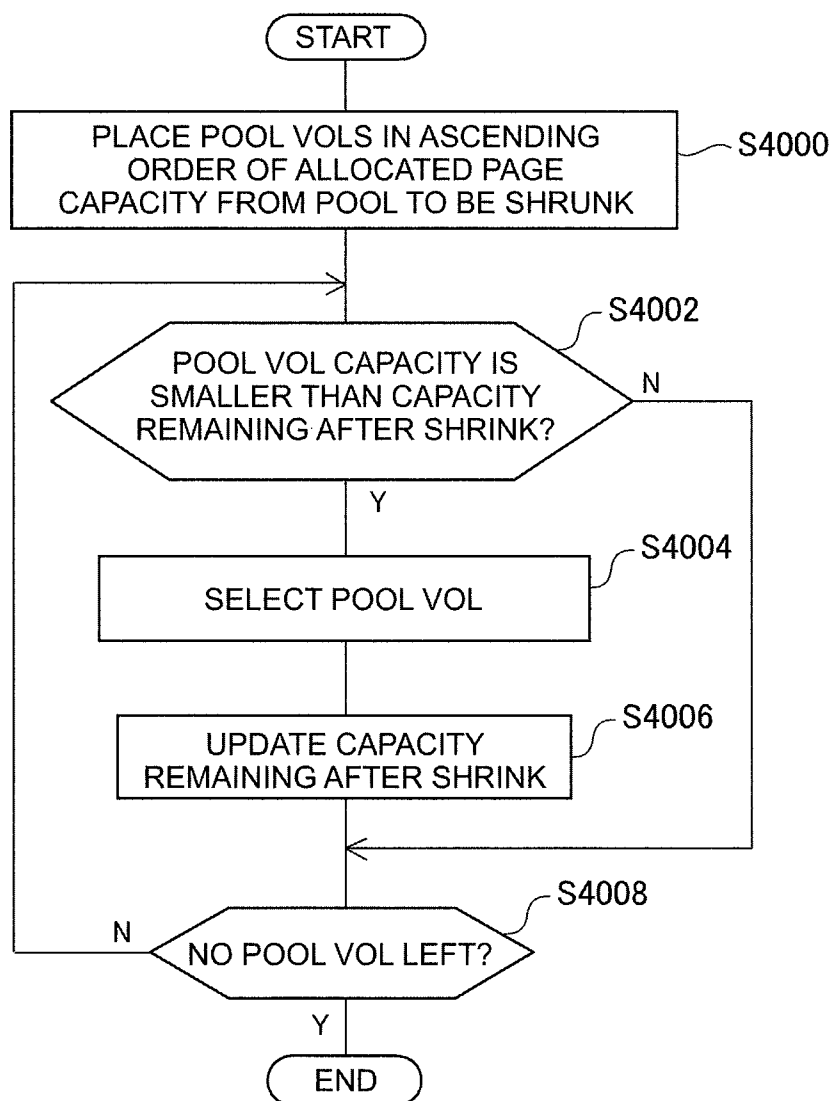 START
PLACE POOL VOLS IN ASCENDING
ORDER OF ALLOCATED PAGE
CAPACITY FROM POOL TO BE SHRUNK
S4000
S4002
POOL VOL CAPACITY IS
SMALLER THAN CAPACITY
REMAINING AFTER SHRINK?
N
Y
S4004
SELECT POOL VOL
S4006
UPDATE CAPACITY
REMAINING AFTER SHRINK
S4008
N
NO POOL VOL LEFT?
Y
END